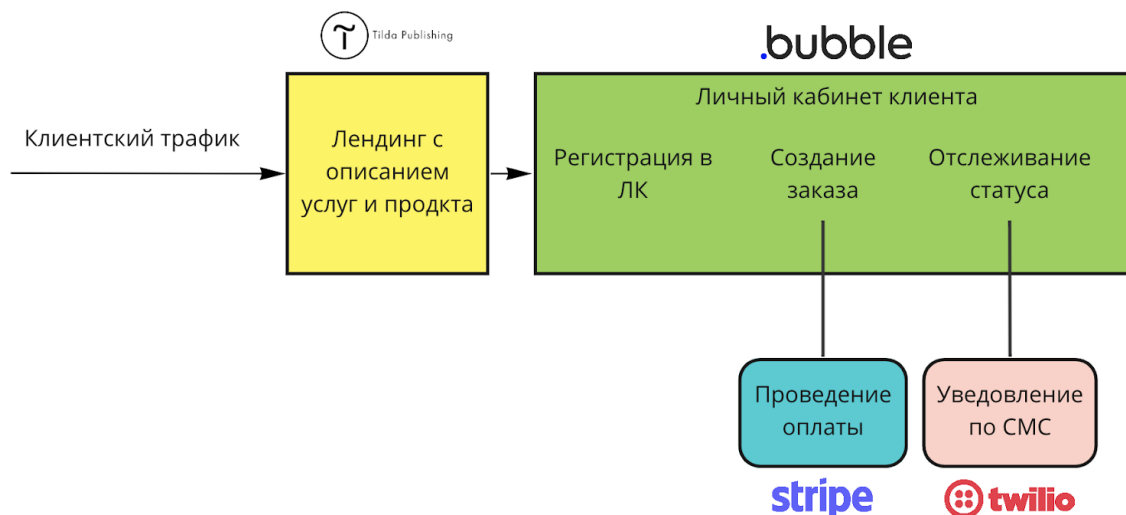 Tilda Publishing
.bubble
Клиентский трафик
Лендинг с
описанием
услуг и продкта
Личный кабинет клиента
Регистрация в
ЛК
Создание
заказа
Отслеживание
статуса
Проведение
оплаты
Уведовление
по СМС
stripe
twilio